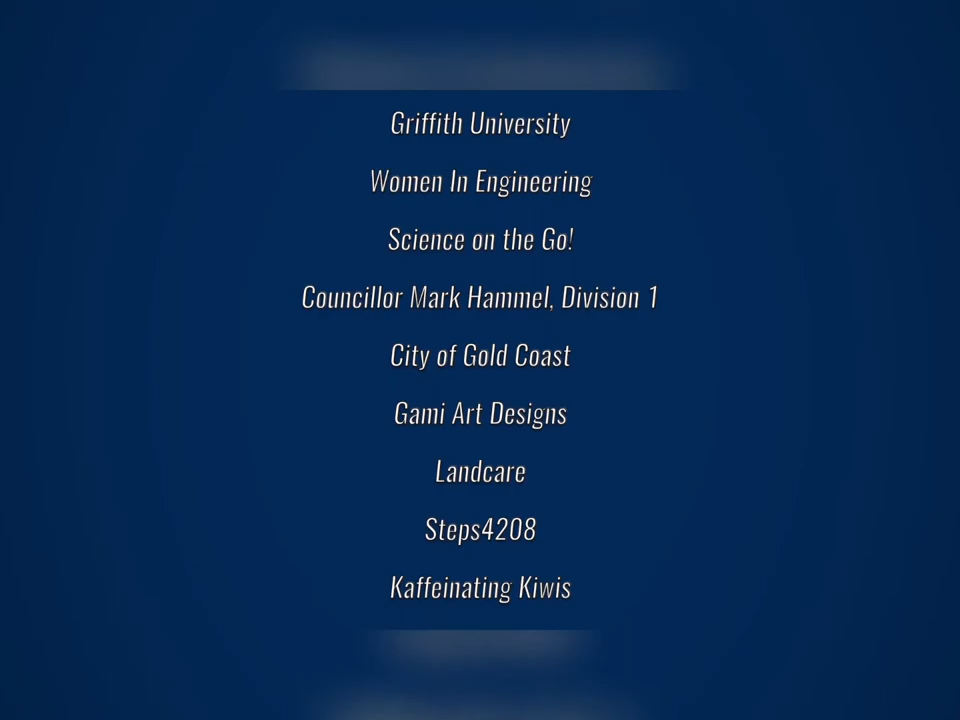 Griffith University
Women In Engineering
Science on the Go!
Councillor Mark Hammel, Division 1
City of Gold Coast
Gami Art Designs
Landcare
Steps4208
Kaffeinating Kiwis